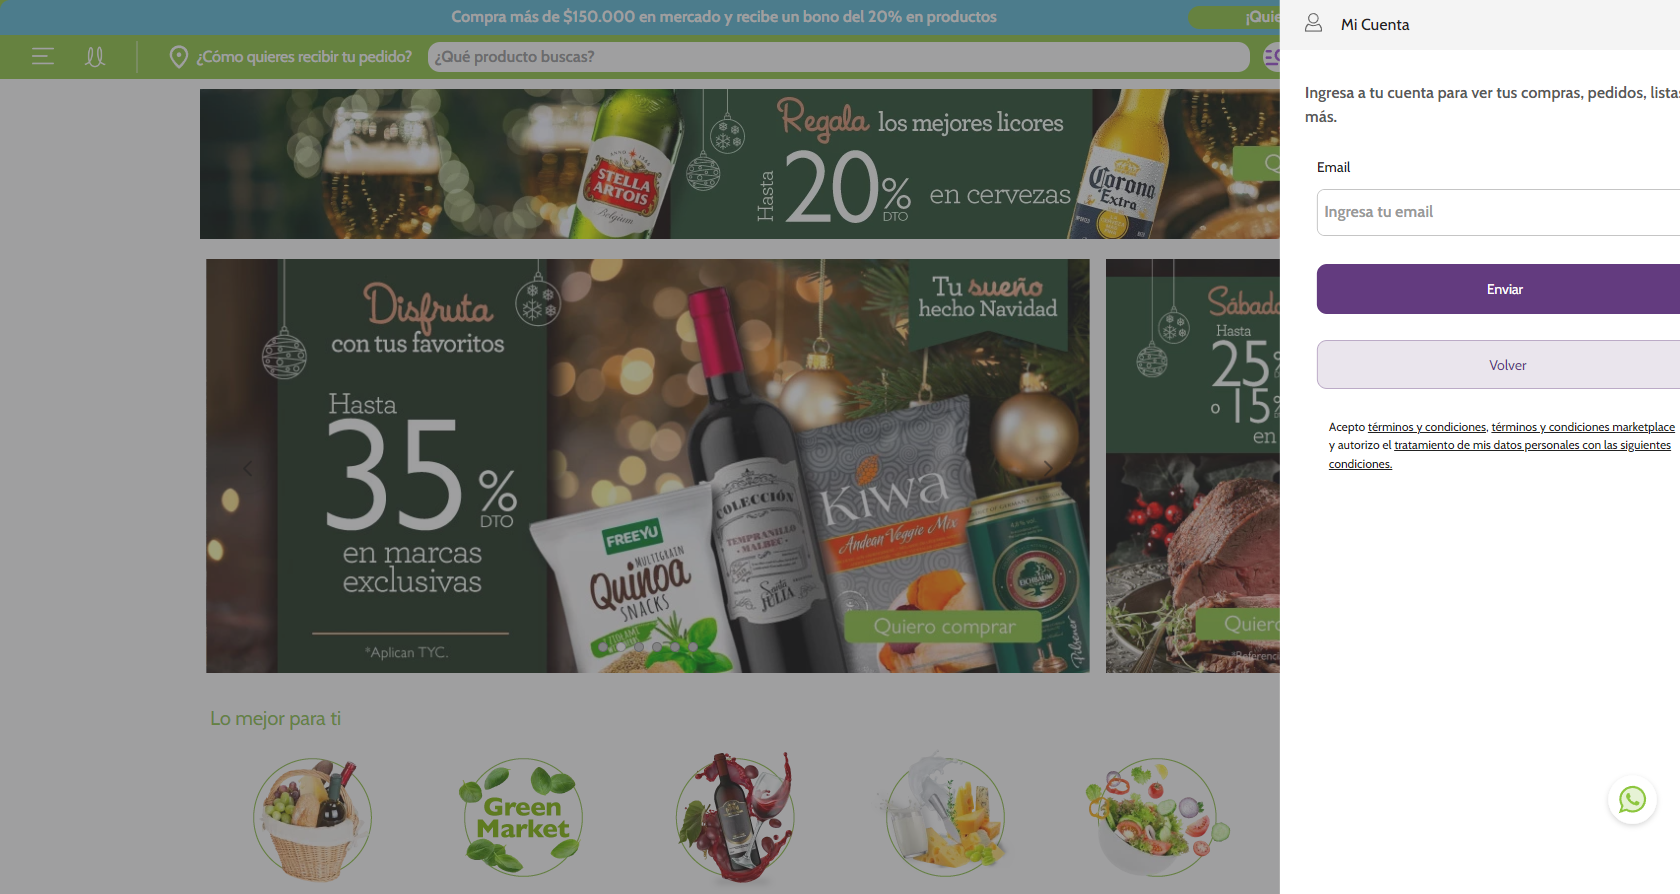 Compra más de $150.000 en mercado y recibe un bono del 20% en productos
¿Cómo quieres recibir tu pedido?
¿Qué producto buscas?
Mi Cuenta
Ingresa a tu cuenta para ver tus compras, pedidos, listas
más.
Email
Ingresa tu email
Enviar
Volver
Acepto términos y condiciones, términos y condiciones marketplace
y autorizo el tratamiento de mis datos personales con las siguientes
condiciones.
Regala los mejores licores
Hasta
20%
DTO
en cervezas
STELLA
ARTOIS
Belgium
Corona
Extra
Disfruta
con tus favoritos
Hasta
35%
DTO
en marcas
exclusivas
*Aplican TYC.
Tu sueño
hecho Navidad
FREEYU
MULTIGRAIN
Quinoa
SNACKS
COLECCIÓN
TEMPRANILLO
MALBEC
Santa
JULIA
KIWA
Andean Veggie Mix
EICHBAUM
Pilsener
Quiero comprar
Hasta
25%
o 15%
en
Lo mejor para ti
Green
Market